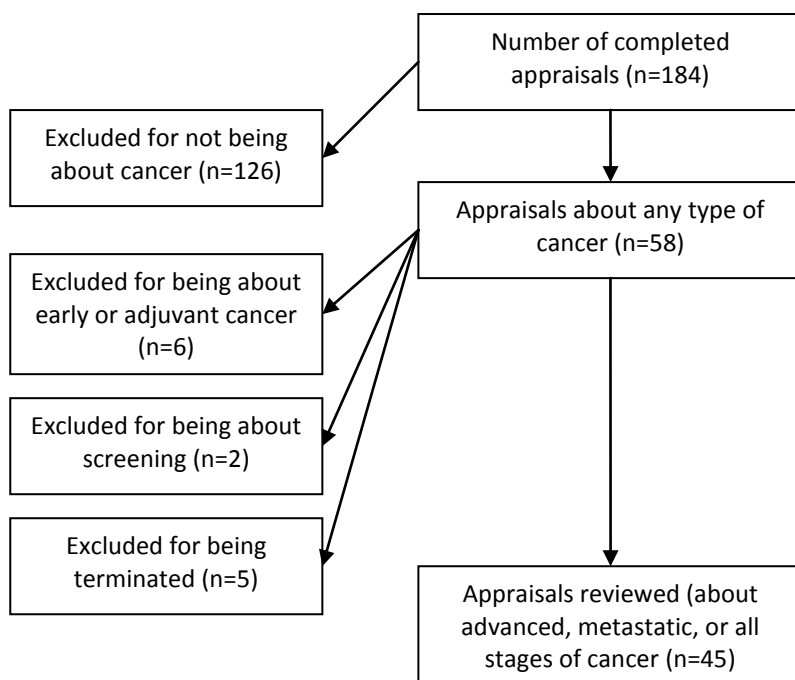 Number of completed
appraisals (n=184)
Excluded for not being
about cancer (n=126)
Appraisals about any type of
cancer (n=58)
Excluded for being about
early or adjuvant cancer
(n=6)
Excluded for being about
screening (n=2)
Excluded for being
terminated (n=5)
Appraisals reviewed (about
advanced, metastatic, or all
stages of cancer (n=45)